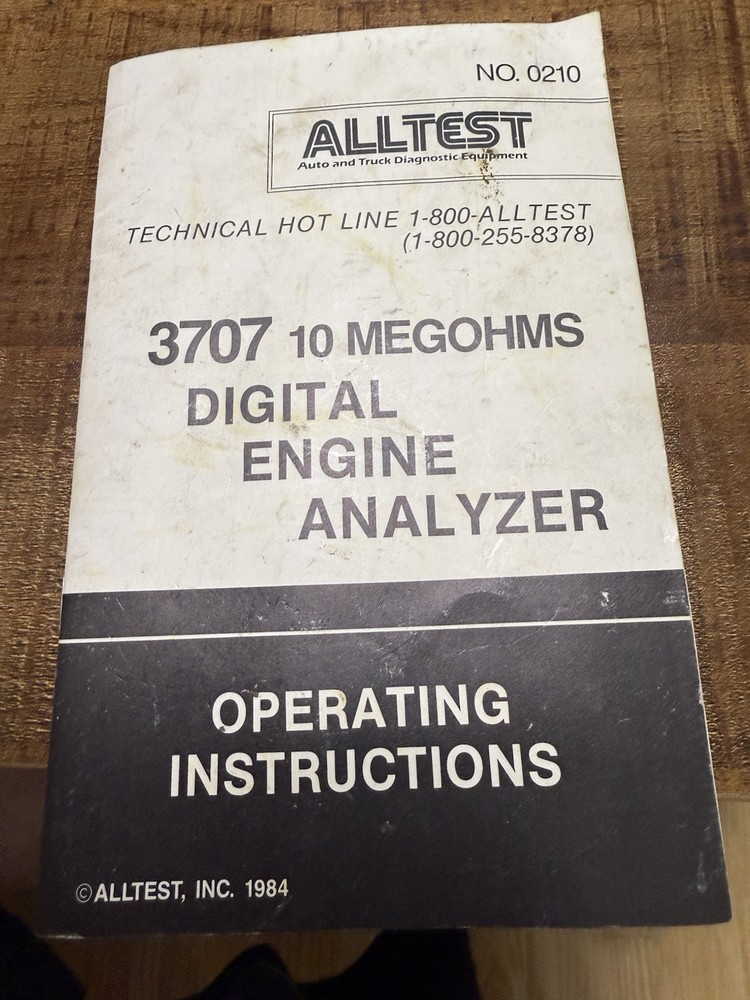 NO. 0210
ALLTEST
Auto and Truck Diagnostic Equipment
TECHNICAL HOT LINE 1-800-ALLTEST
(1-800-255-8378)
3707 10 MEGOHMS
DIGITAL
ENGINE
ANALYZER
OPERATING
INSTRUCTIONS
©ALLTEST, INC. 1984